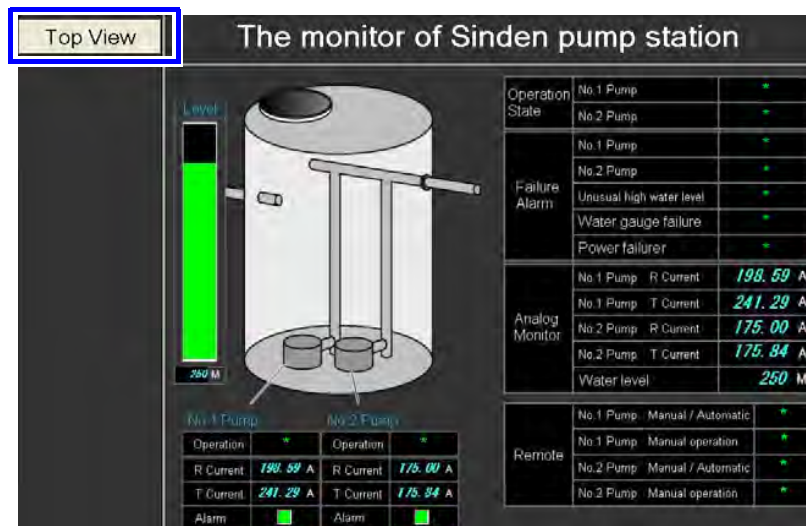 Top View
The monitor of Sinden pump station
Level
250 M
No.1 Pump
No.2 Pump
Operation * Operation *
R Current 198.59 A R Current 175.00 A
T Current 241.29 A T Current 175.84 A
Alarm Alarm
Operation State
No.1 Pump *
No.2 Pump *
Failure Alarm
No.1 Pump *
No.2 Pump *
Unusual high water level *
Water gauge failure *
Power failurer *
Analog Monitor
No.1 Pump R Current 198.59 A
No.1 Pump T Current 241.29 A
No.2 Pump R Current 175.00 A
No.2 Pump T Current 175.84 A
Water level 250 M
Remote
No.1 Pump Manual / Automatic *
No.1 Pump Manual operation *
No.2 Pump Manual / Automatic *
No.2 Pump Manual operation *